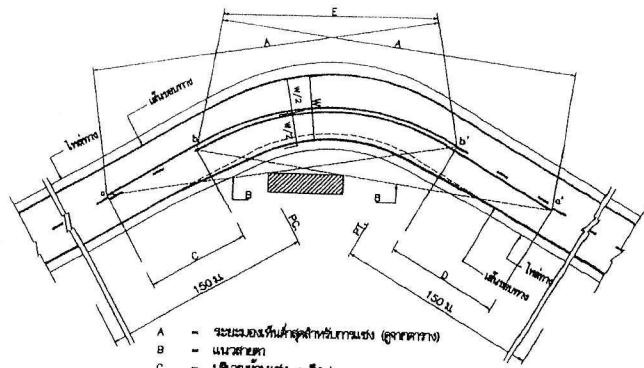 E
A
A
เส้นขอบทาง
ไหล่ทาง
W/2
W
W/2
a
b
b'
a'
B
B
PC
PT
C
D
150 ม
150 ม
เส้นขอบทาง
ไหล่ทาง
A = ระยะมองเห็นต่ำสุดสำหรับการแซง (ดูจากตาราง)
B = แนวสายตา
C =